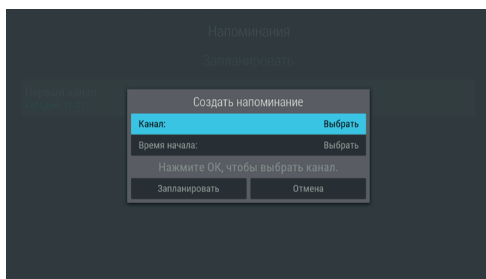 Напоминания
Запланировать
Создать напоминание
Канал: Выбрать
Время начала: Выбрать
Нажмите OK, чтобы выбрать канал.
Запланировать Отмена